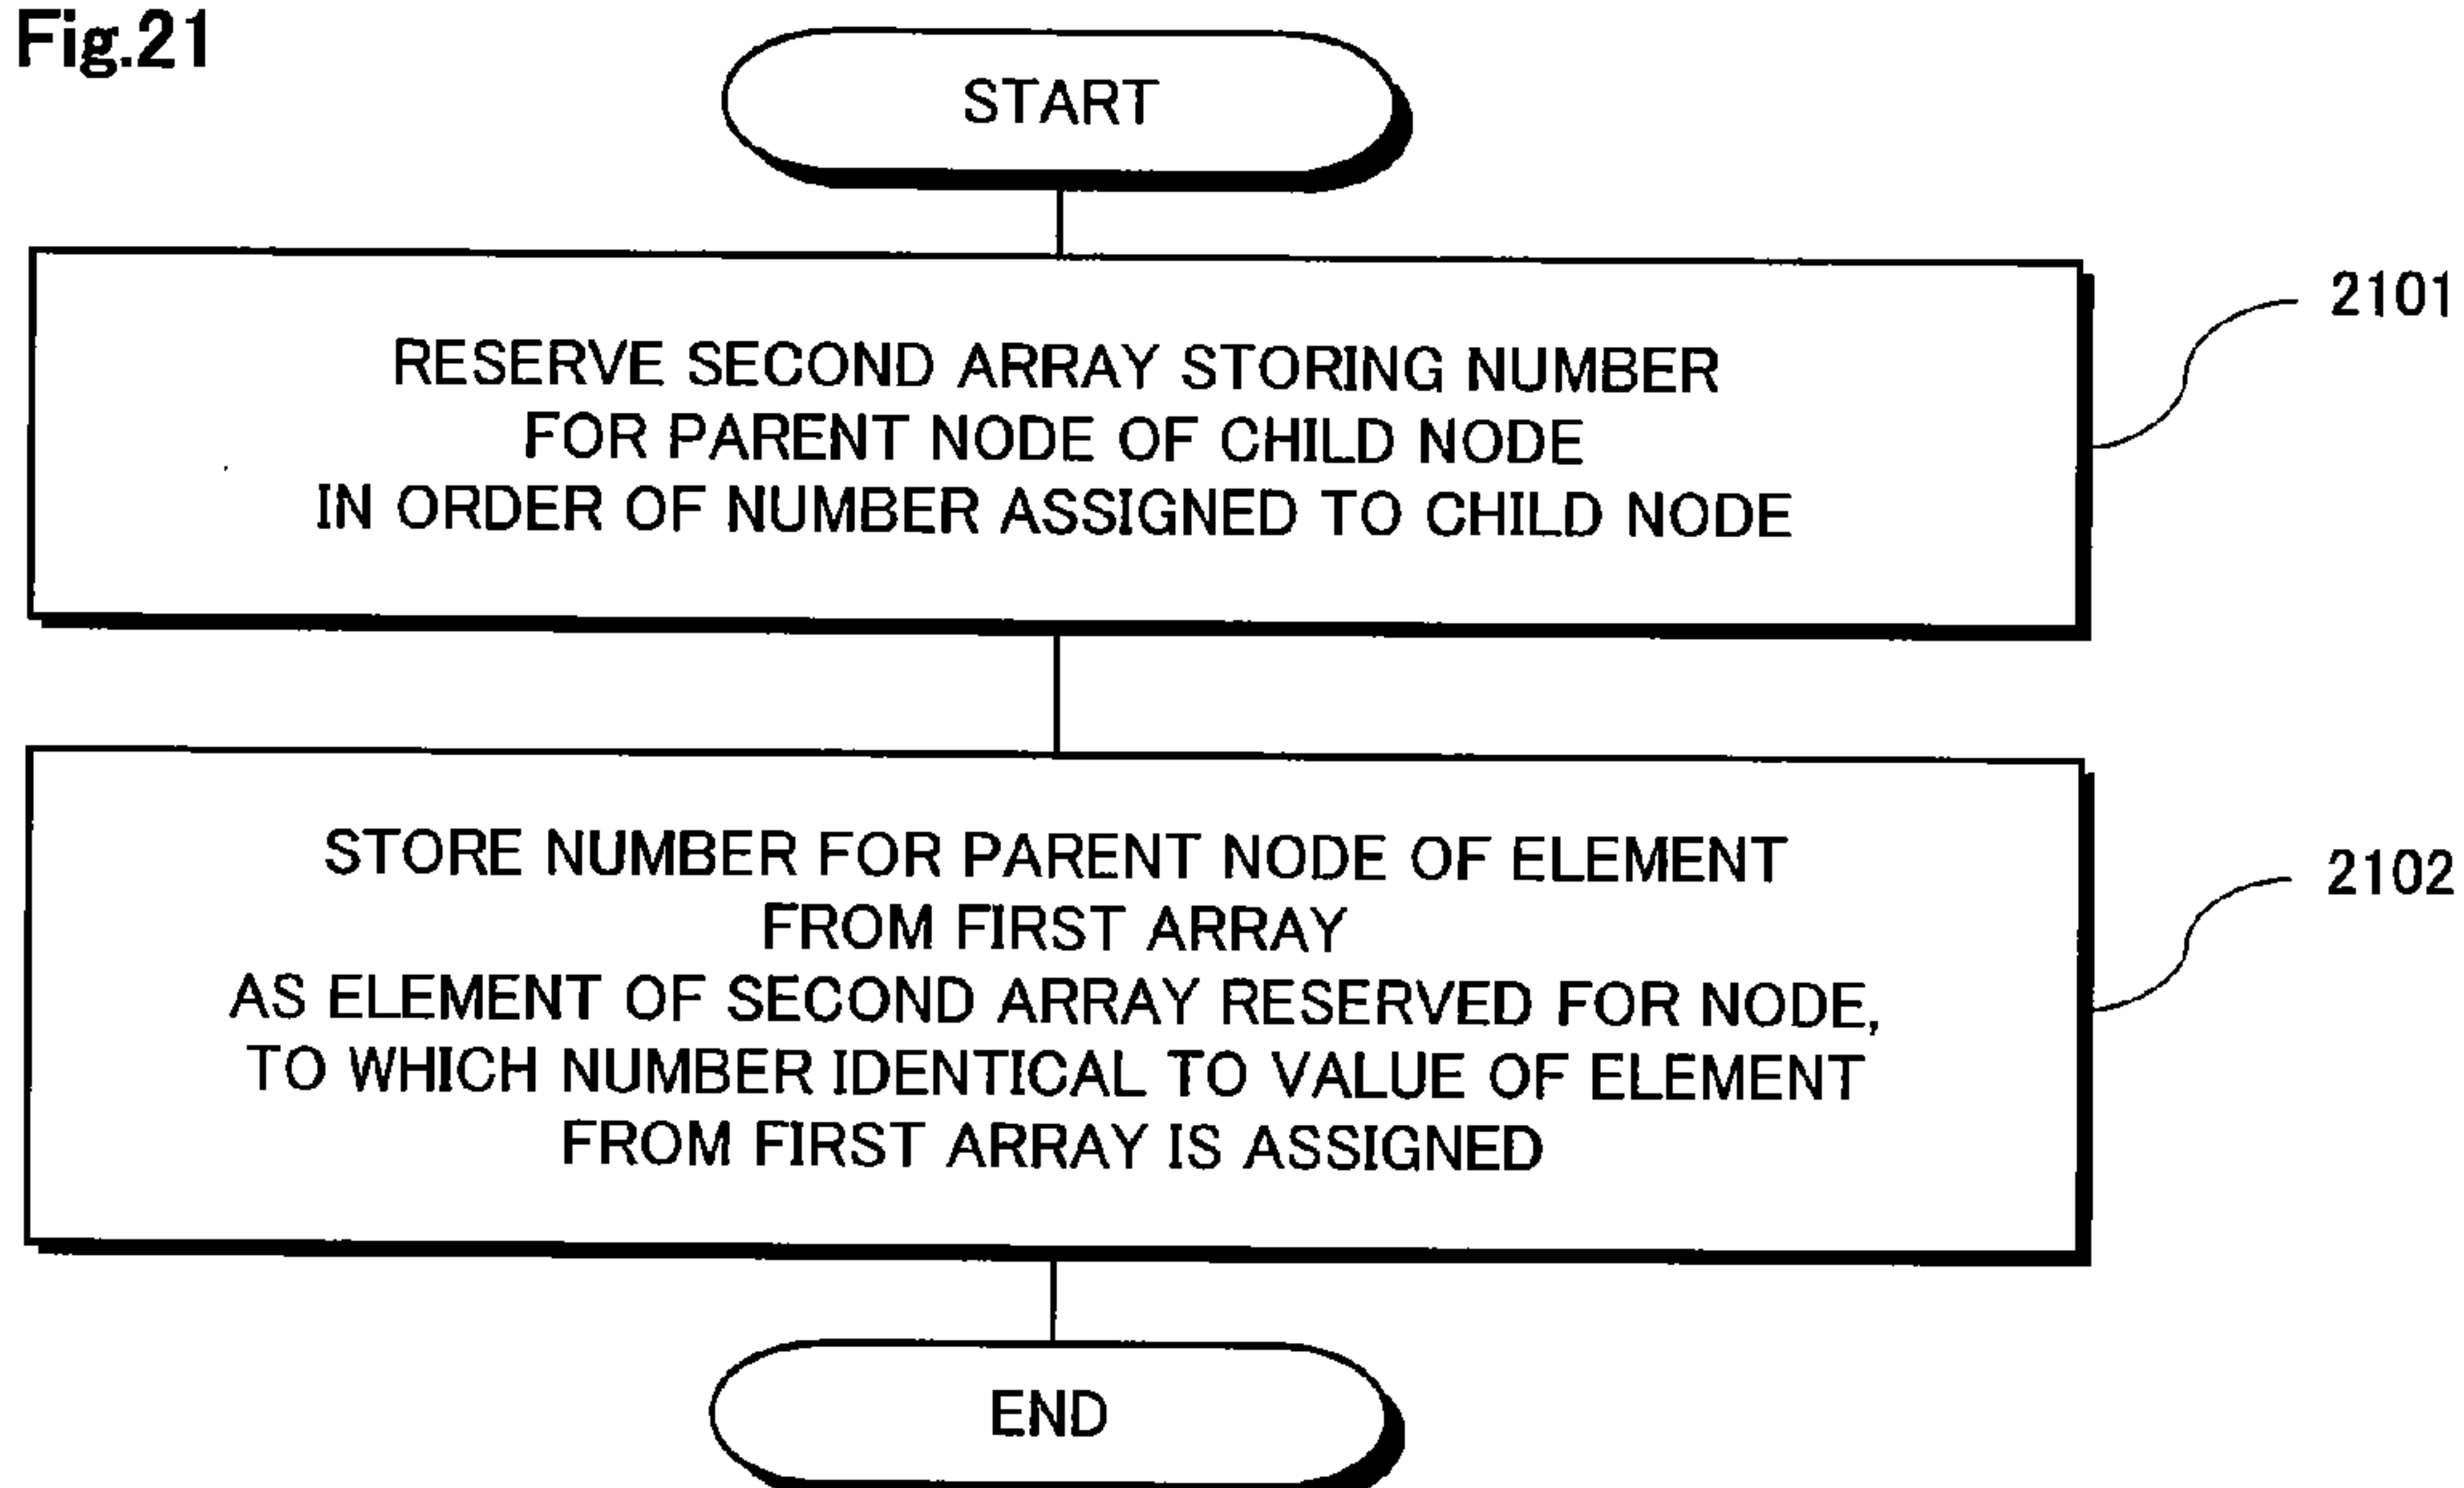 Fig.21
START
RESERVE SECOND ARRAY STORING NUMBER
FOR PARENT NODE OF CHILD NODE
IN ORDER OF NUMBER ASSIGNED TO CHILD NODE
2101
STORE NUMBER FOR PARENT NODE OF ELEMENT
FROM FIRST ARRAY
AS ELEMENT OF SECOND ARRAY RESERVED FOR NODE,
TO WHICH NUMBER IDENTICAL TO VALUE OF ELEMENT
FROM FIRST ARRAY IS ASSIGNED
2102
END